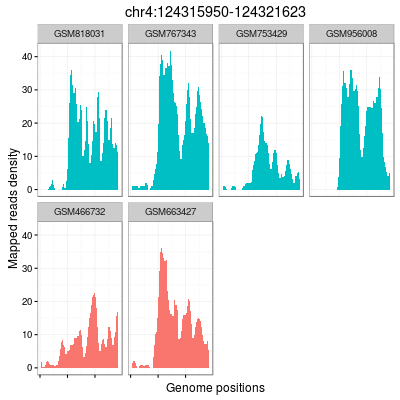 chr4:124315950-124321623
GSM818031 GSM767343 GSM753429 GSM956008
40
30
20
10
0
GSM466732 GSM663427
40
30
20
10
0
Mapped reads density
Genome positions